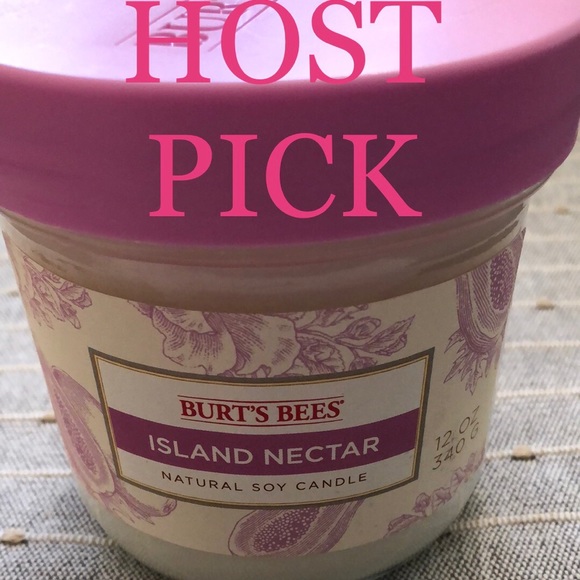 HOST
PICK
BURT'S BEES®
ISLAND NECTAR
NATURAL SOY CANDLE
12 OZ
340 G